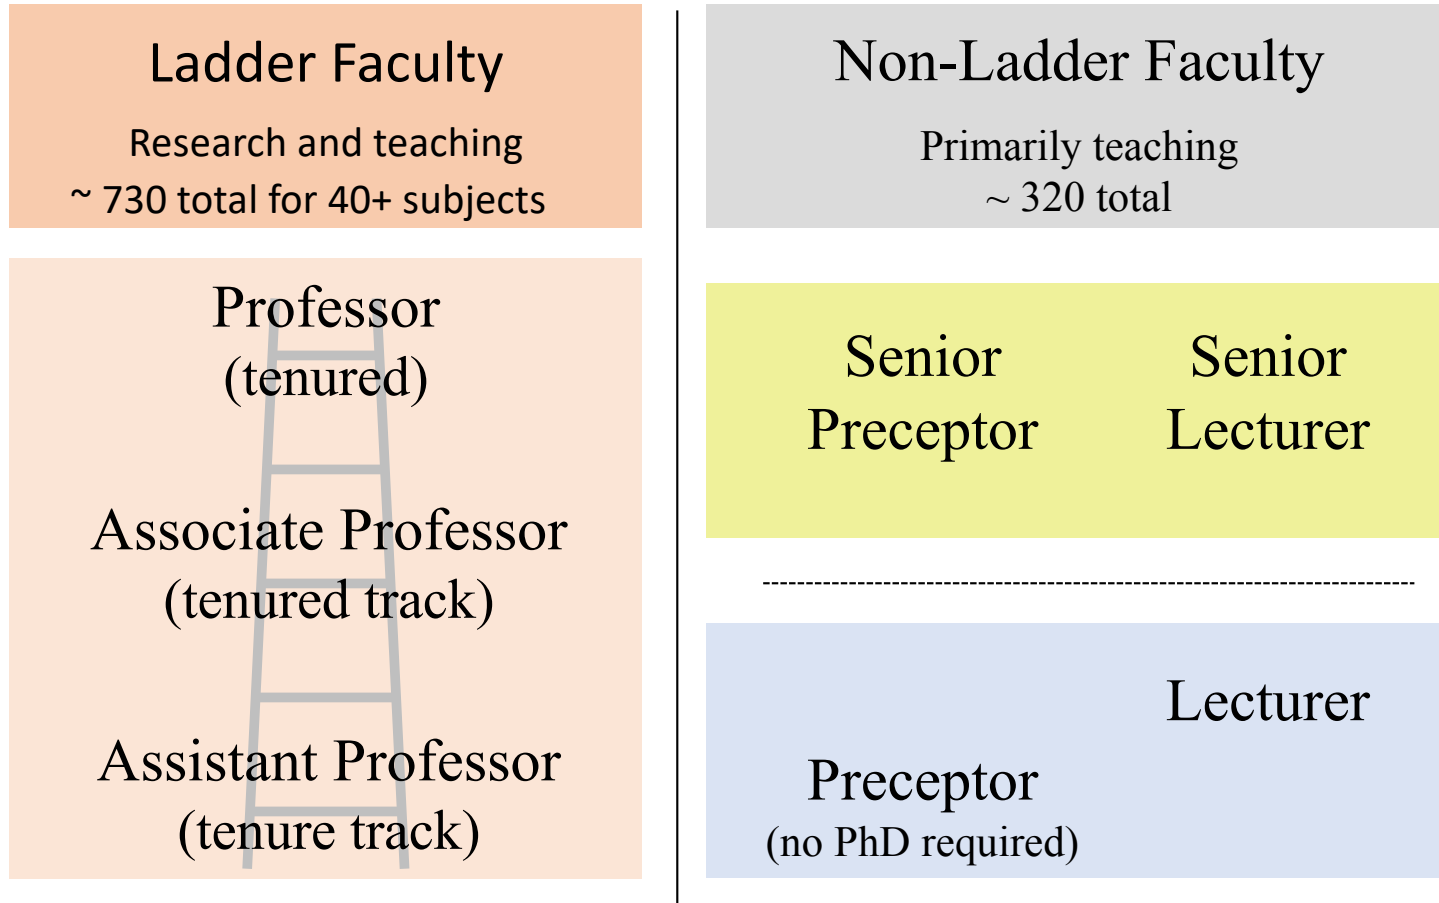 Ladder Faculty
Research and teaching
~ 730 total for 40+ subjects
Professor
(tenured)
Associate Professor
(tenured track)
Assistant Professor
(tenure track)
Non-Ladder Faculty
Primarily teaching
~ 320 total
Senior
Preceptor
Senior
Lecturer
Lecturer
Preceptor
(no PhD required)